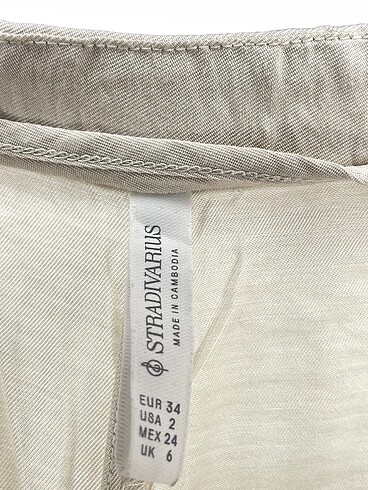 STRADIVARIUS
MADE IN CAMBODIA
EUR 34
USA 2
MEX 24
UK 6